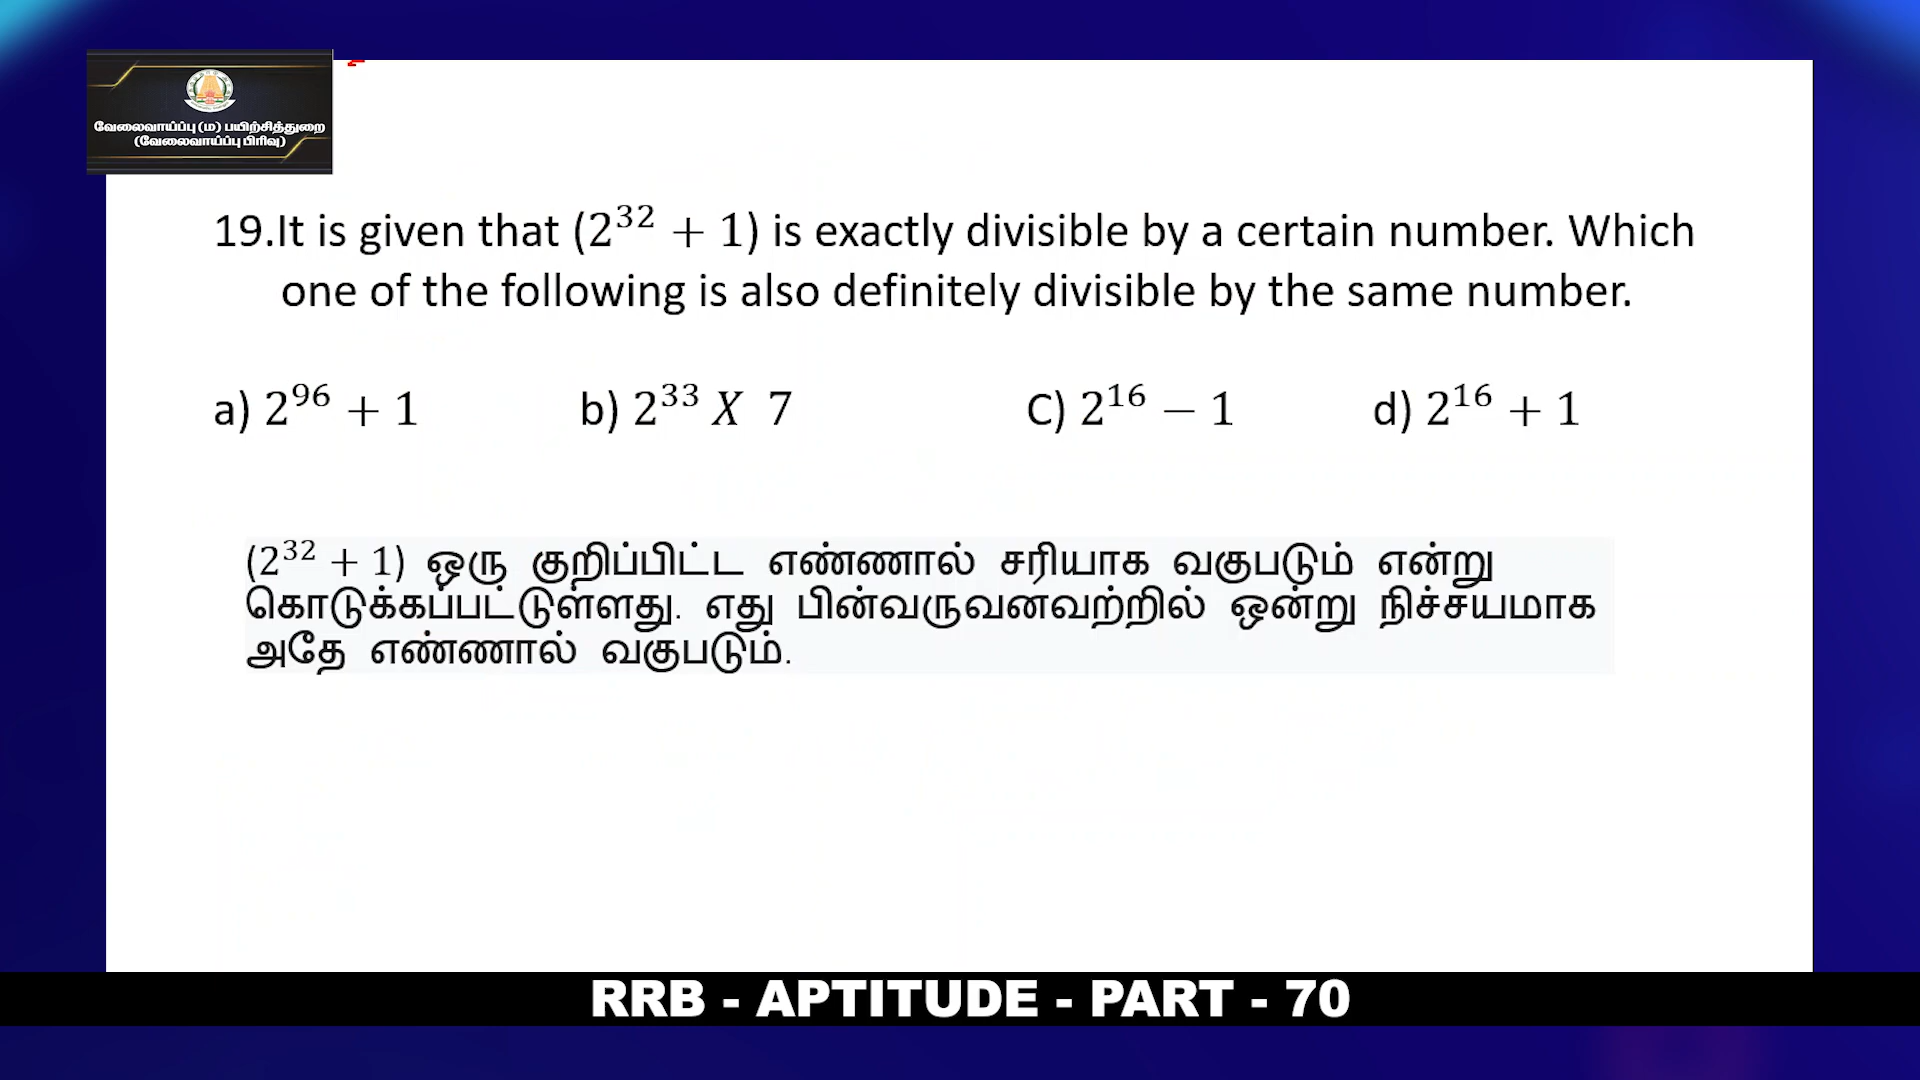 வேலைவாய்ப்பு (ம) பயிற்சித்துறை
(வேலைவாய்ப்பு பிரிவு)
19.It is given that (2³² + 1) is exactly divisible by a certain number. Which
one of the following is also definitely divisible by the same number.
a) 2⁹⁶ + 1 b) 2³³ X 7 C) 2¹⁶ − 1 d) 2¹⁶ + 1
(2³² + 1) ஒரு குறிப்பிட்ட எண்ணால் சரியாக வகுபடும் என்று
கொடுக்கப்பட்டுள்ளது. எது பின்வருவனவற்றில் ஒன்று நிச்சயமாக
அதே எண்ணால் வகுபடும்.
RRB - APTITUDE - PART - 70